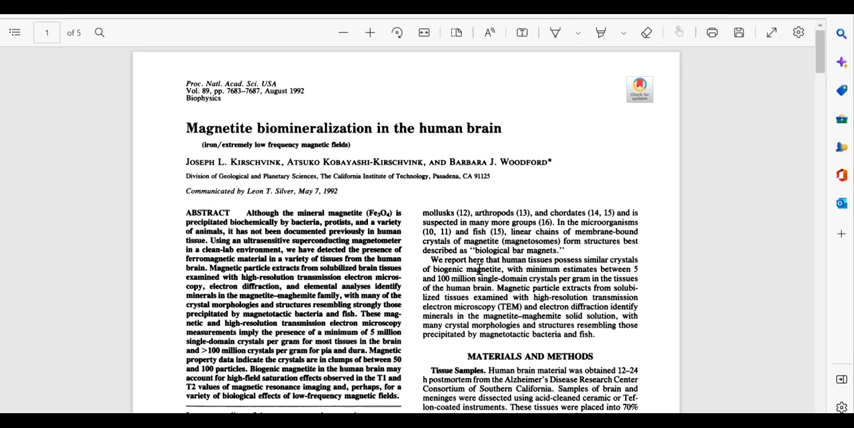 1 of 5
Proc. Natl. Acad. Sci. USA
Vol. 89, pp. 7683-7687, August 1992
Biophysics
Check for
updates
Magnetite biomineralization in the human brain
(iron/extremely low frequency magnetic fields)
JOSEPH L. KIRSCHVINK, ATSUKO KOBAYASHI-KIRSCHVINK, AND BARBARA J. WOODFORD*
Division of Geological and Planetary Sciences, The California Institute of Technology, Pasadena, CA 91125
Communicated by Leon T. Silver, May 7, 1992
ABSTRACT Although the mineral magnetite (Fe₃O₄) is
precipitated biochemically by bacteria, protists, and a variety
of animals, it has not been documented previously in human
tissue. Using an ultrasensitive superconducting magnetometer
in a clean-lab environment, we have detected the presence of
ferromagnetic material in a variety of tissues from the human
brain. Magnetic particle extracts from solubilized brain tissues
examined with high-resolution transmission electron micros-
copy, electron diffraction, and elemental analyses identify
minerals in the magnetite-maghemite family, with many of the
crystal morphologies and structures resembling strongly those
precipitated by magnetotactic bacteria and fish. These mag-
netic and high-resolution transmission electron microscopy
measurements imply the presence of a minimum of 5 million
single-domain crystals per gram for most tissues in the brain
and >100 million crystals per gram for pia and dura. Magnetic
property data indicate the crystals are in clumps of between 50
and 100 particles. Biogenic magnetite in the human brain may
account for high-field saturation effects observed in the T1 and
T2 values of magnetic resonance imaging and, perhaps, for a
variety of biological effects of low-frequency magnetic fields.
mollusks (12), arthropods (13), and chordates (14, 15) and is
suspected in many more groups (16). In the microorganisms
(10, 11) and fish (15), linear chains of membrane-bound
crystals of magnetite (magnetosomes) form structures best
described as "biological bar magnets."
We report here that human tissues possess similar crystals
of biogenic magnetite, with minimum estimates between 5
and 100 million single-domain crystals per gram in the tissues
of the human brain. Magnetic particle extracts from solubi-
lized tissues examined with high-resolution transmission
electron microscopy (TEM) and electron diffraction identify
minerals in the magnetite-maghemite solid solution, with
many crystal morphologies and structures resembling those
precipitated by magnetotactic bacteria and fish.
MATERIALS AND METHODS
Tissue Samples. Human brain material was obtained 12–24
h postmortem from the Alzheimer's Disease Research Center
Consortium of Southern California. Samples of brain and
meninges were dissected using acid-cleaned ceramic or Tef-
lon-coated instruments. These tissues were placed into 70%